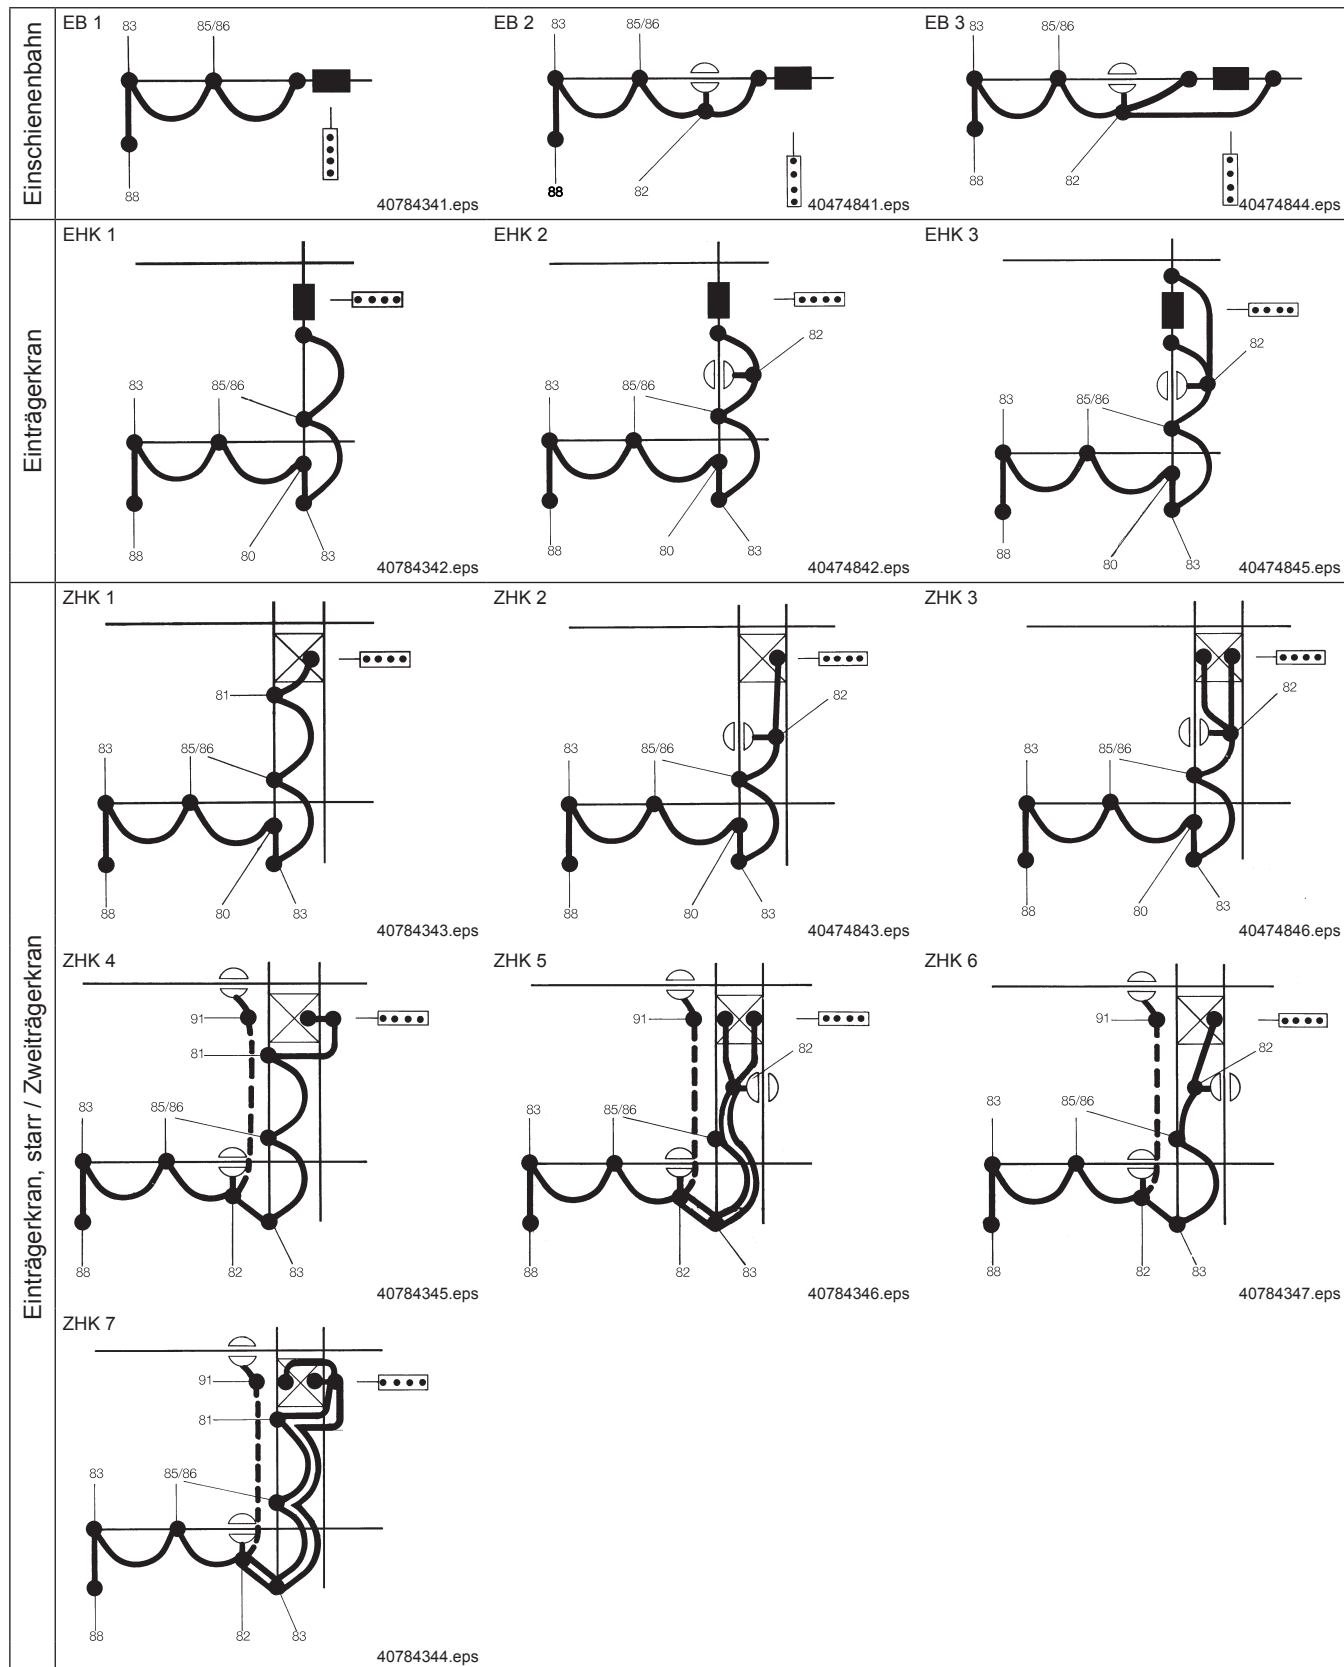 Einschienenbahn
EB 1
83
85/86
88
40784341.eps
EB 2
83
85/86
88
82
40474841.eps
EB 3
83
85/86
88
82
40474844.eps
Einträgerkran
EHK 1
83
85/86
88
80
83
40784342.eps
EHK 2
82
83
85/86
88
80
83
40474842.eps
EHK 3
82
83
85/86
88
80
83
40474845.eps
Einträgerkran, starr / Zweiträgerkran
ZHK 1
81
83
85/86
88
80
83
40784343.eps
ZHK 2
82
83
85/86
88
80
83
40474843.eps
ZHK 3
82
83
85/86
88
80
83
40474846.eps
ZHK 4
91
81
83
85/86
88
82
83
40784345.eps
ZHK 5
91
82
83
85/86
88
82
83
40784346.eps
ZHK 6
91
82
83
85/86
88
82
83
40784347.eps
ZHK 7
91
81
83
85/86
88
82
83
40784344.eps